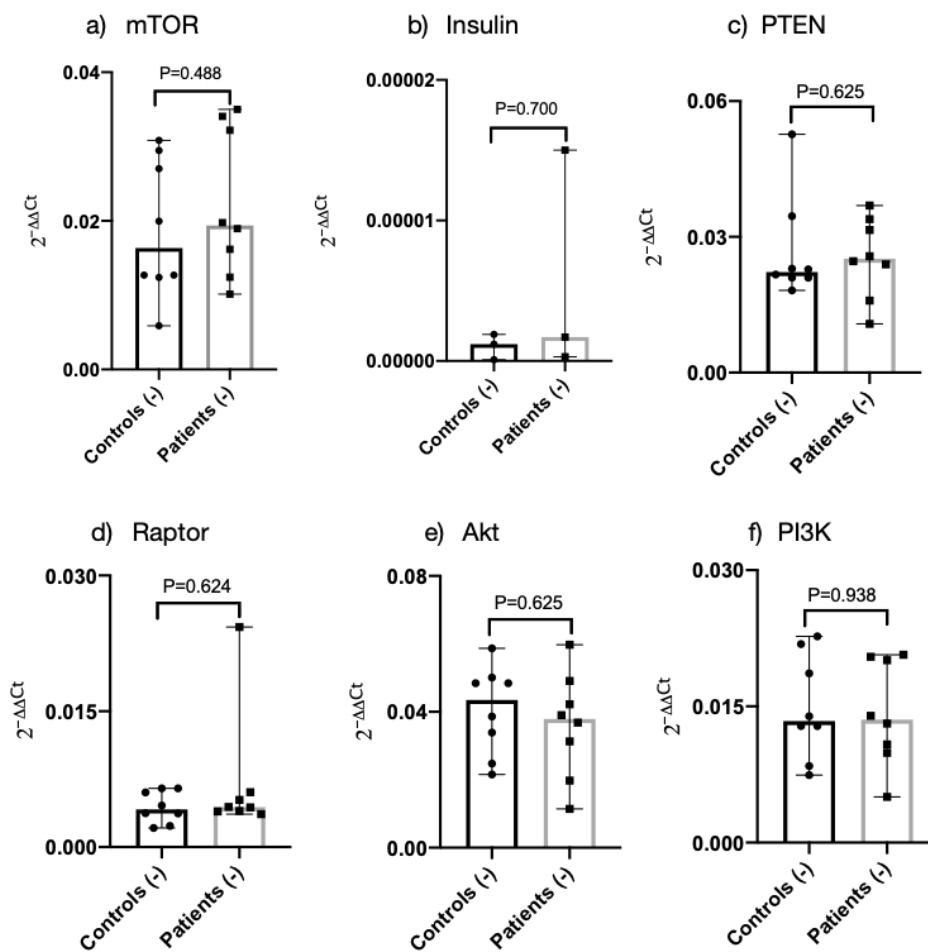 a) mTOR
P=0.488
0.04
0.02
0.00
2^−ΔΔCt
Controls (-)
Patients (-)
b) Insulin
P=0.700
0.00002
0.00001
0.00000
2^−ΔΔCt
Controls (-)
Patients (-)
c) PTEN
P=0.625
0.06
0.03
0.00
2^−ΔΔCt
Controls (-)
Patients (-)
d) Raptor
P=0.624
0.030
0.015
0.000
2^−ΔΔCt
Controls (-)
Patients (-)
e) Akt
P=0.625
0.08
0.04
0.00
2^−ΔΔCt
Controls (-)
Patients (-)
f) PI3K
P=0.938
0.030
0.015
0.000
2^−ΔΔCt
Controls (-)
Patients (-)